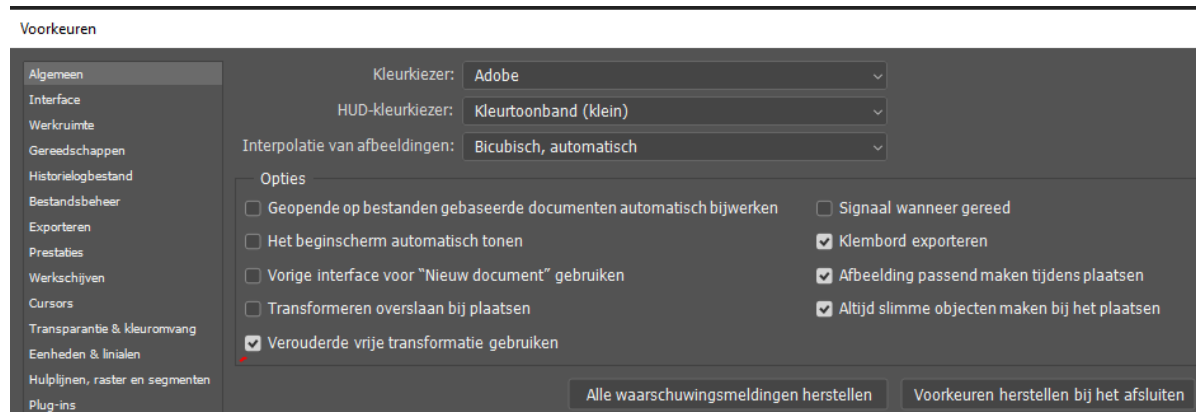 Voorkeuren
Algemeen
Interface
Werkruimte
Gereedschappen
Historielogbestand
Bestandsbeheer
Exporteren
Prestaties
Werkschijven
Cursors
Transparantie & kleuromvang
Eenheden & linialen
Hulplijnen, raster en segmenten
Plug-ins
Kleurkiezer: Adobe
HUD-kleurkiezer: Kleurtoonband (klein)
Interpolatie van afbeeldingen: Bicubisch, automatisch
Opties
Geopende op bestanden gebaseerde documenten automatisch bijwerken
Het beginscherm automatisch tonen
Vorige interface voor "Nieuw document" gebruiken
Transformeren overslaan bij plaatsen
Verouderde vrije transformatie gebruiken
Signaal wanneer gereed
Klembord exporteren
Afbeelding passend maken tijdens plaatsen
Altijd slimme objecten maken bij het plaatsen
Alle waarschuwingsmeldingen herstellen
Voorkeuren herstellen bij het afsluiten